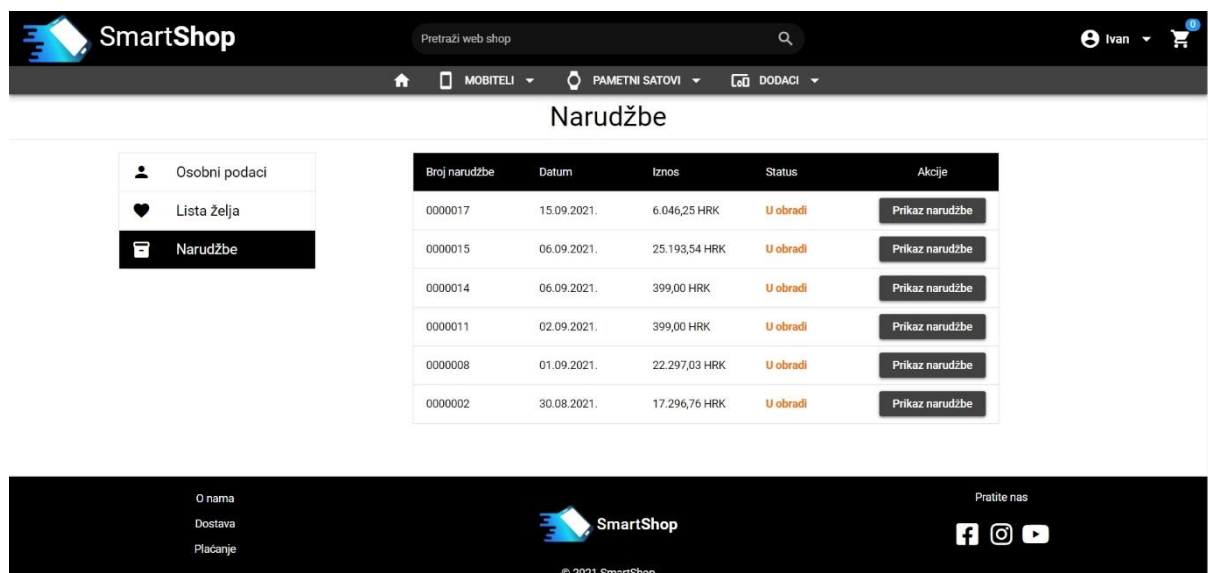 SmartShop
Pretraži web shop
Ivan
0
MOBITELI
PAMETNI SATOVI
DODACI
Narudžbe
Osobni podaci
Lista želja
Narudžbe
Broj narudžbe Datum Iznos Status Akcije
0000017 15.09.2021. 6.046,25 HRK U obradi Prikaz narudžbe
0000015 06.09.2021. 25.193,54 HRK U obradi Prikaz narudžbe
0000014 06.09.2021. 399,00 HRK U obradi Prikaz narudžbe
0000011 02.09.2021. 399,00 HRK U obradi Prikaz narudžbe
0000008 01.09.2021. 22.297,03 HRK U obradi Prikaz narudžbe
0000002 30.08.2021. 17.296,76 HRK U obradi Prikaz narudžbe
O nama
Dostava
Plaćanje
SmartShop
© 2021 SmartShop
Pratite nas